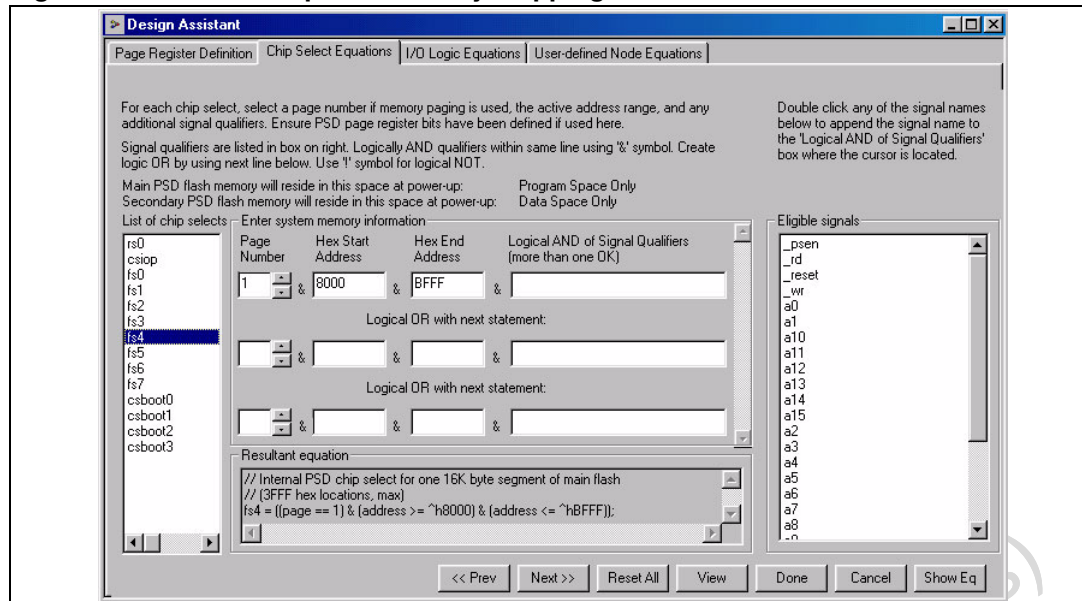 Design Assistant
Page Register Definition
Chip Select Equations
I/O Logic Equations
User-defined Node Equations
For each chip select, select a page number if memory paging is used, the active address range, and any
additional signal qualifiers. Ensure PSD page register bits have been defined if used here.
Signal qualifiers are listed in box on right. Logically AND qualifiers within same line using '&' symbol. Create
logic OR by using next line below. Use '!' symbol for logical NOT.
Double click any of the signal names
below to append the signal name to
the 'Logical AND of Signal Qualifiers'
box where the cursor is located.
Main PSD flash memory will reside in this space at power-up: Program Space Only
Secondary PSD flash memory will reside in this space at power-up: Data Space Only
List of chip selects
rs0
csiop
fs0
fs1
fs2
fs3
fs4
fs5
fs6
fs7
csboot0
csboot1
csboot2
csboot3
Enter system memory information
Page
Number
Hex Start
Address
Hex End
Address
Logical AND of Signal Qualifiers
(more than one OK)
1 & 8000 & BFFF &
Logical OR with next statement:
& & &
Logical OR with next statement:
& & &
Resultant equation
// Internal PSD chip select for one 16K byte segment of main flash
// (3FFF hex locations, max)
fs4 = ((page == 1) & (address >= ^h8000) & (address <= ^hBFFF));
Eligible signals
_psen
_rd
_reset
_wr
a0
a1
a10
a11
a12
a13
a14
a15
a2
a3
a4
a5
a6
a7
a8
<< Prev
Next >>
Reset All
View
Done
Cancel
Show Eq